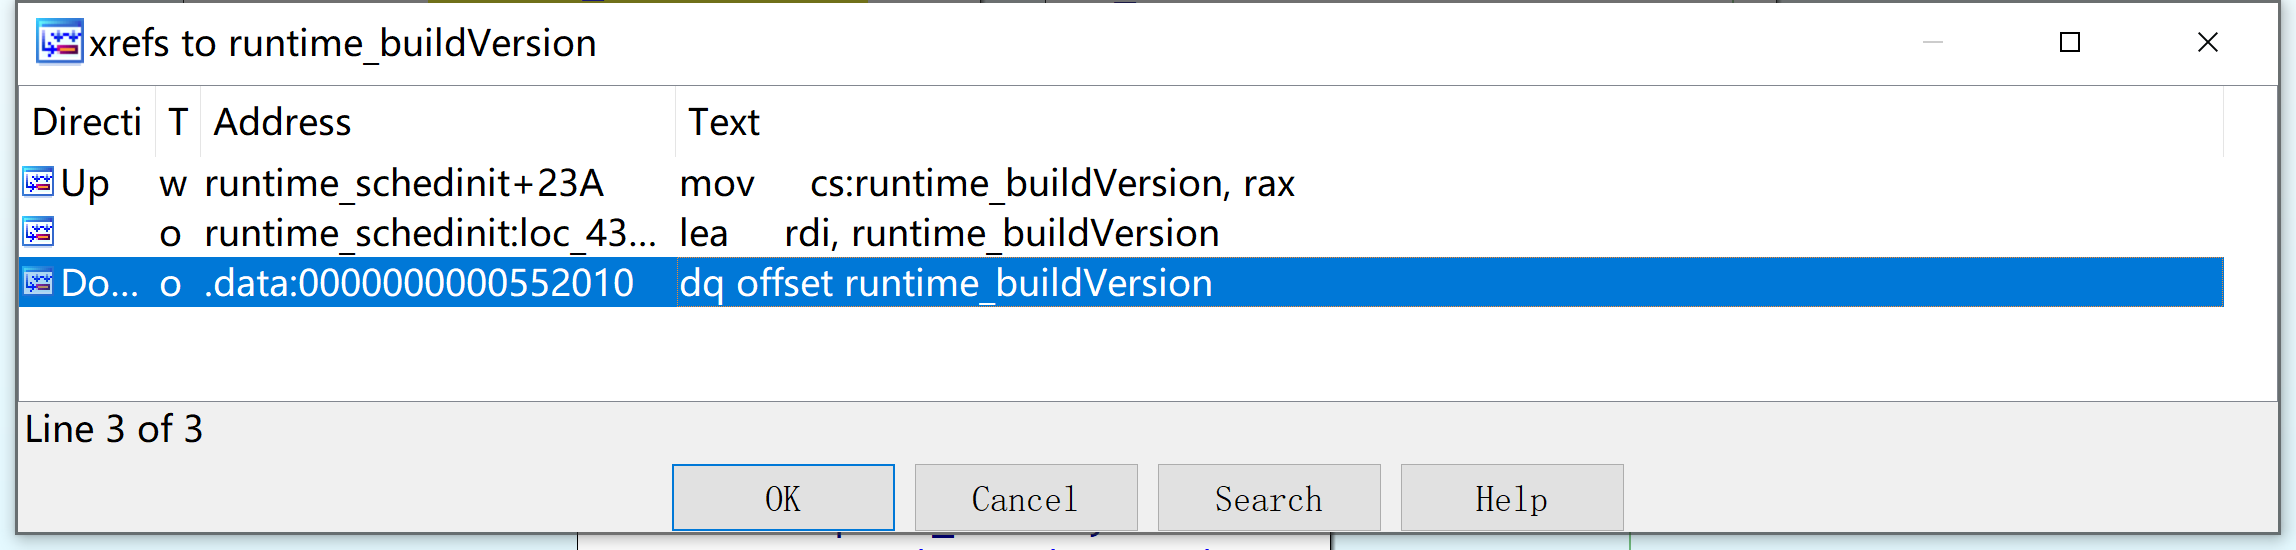 xrefs to runtime_buildVersion
Directi T Address Text
Up w runtime_schedinit+23A mov cs:runtime_buildVersion, rax
o runtime_schedinit:loc_43... lea rdi, runtime_buildVersion
Do... o .data:0000000000552010 dq offset runtime_buildVersion
Line 3 of 3
OK Cancel Search Help